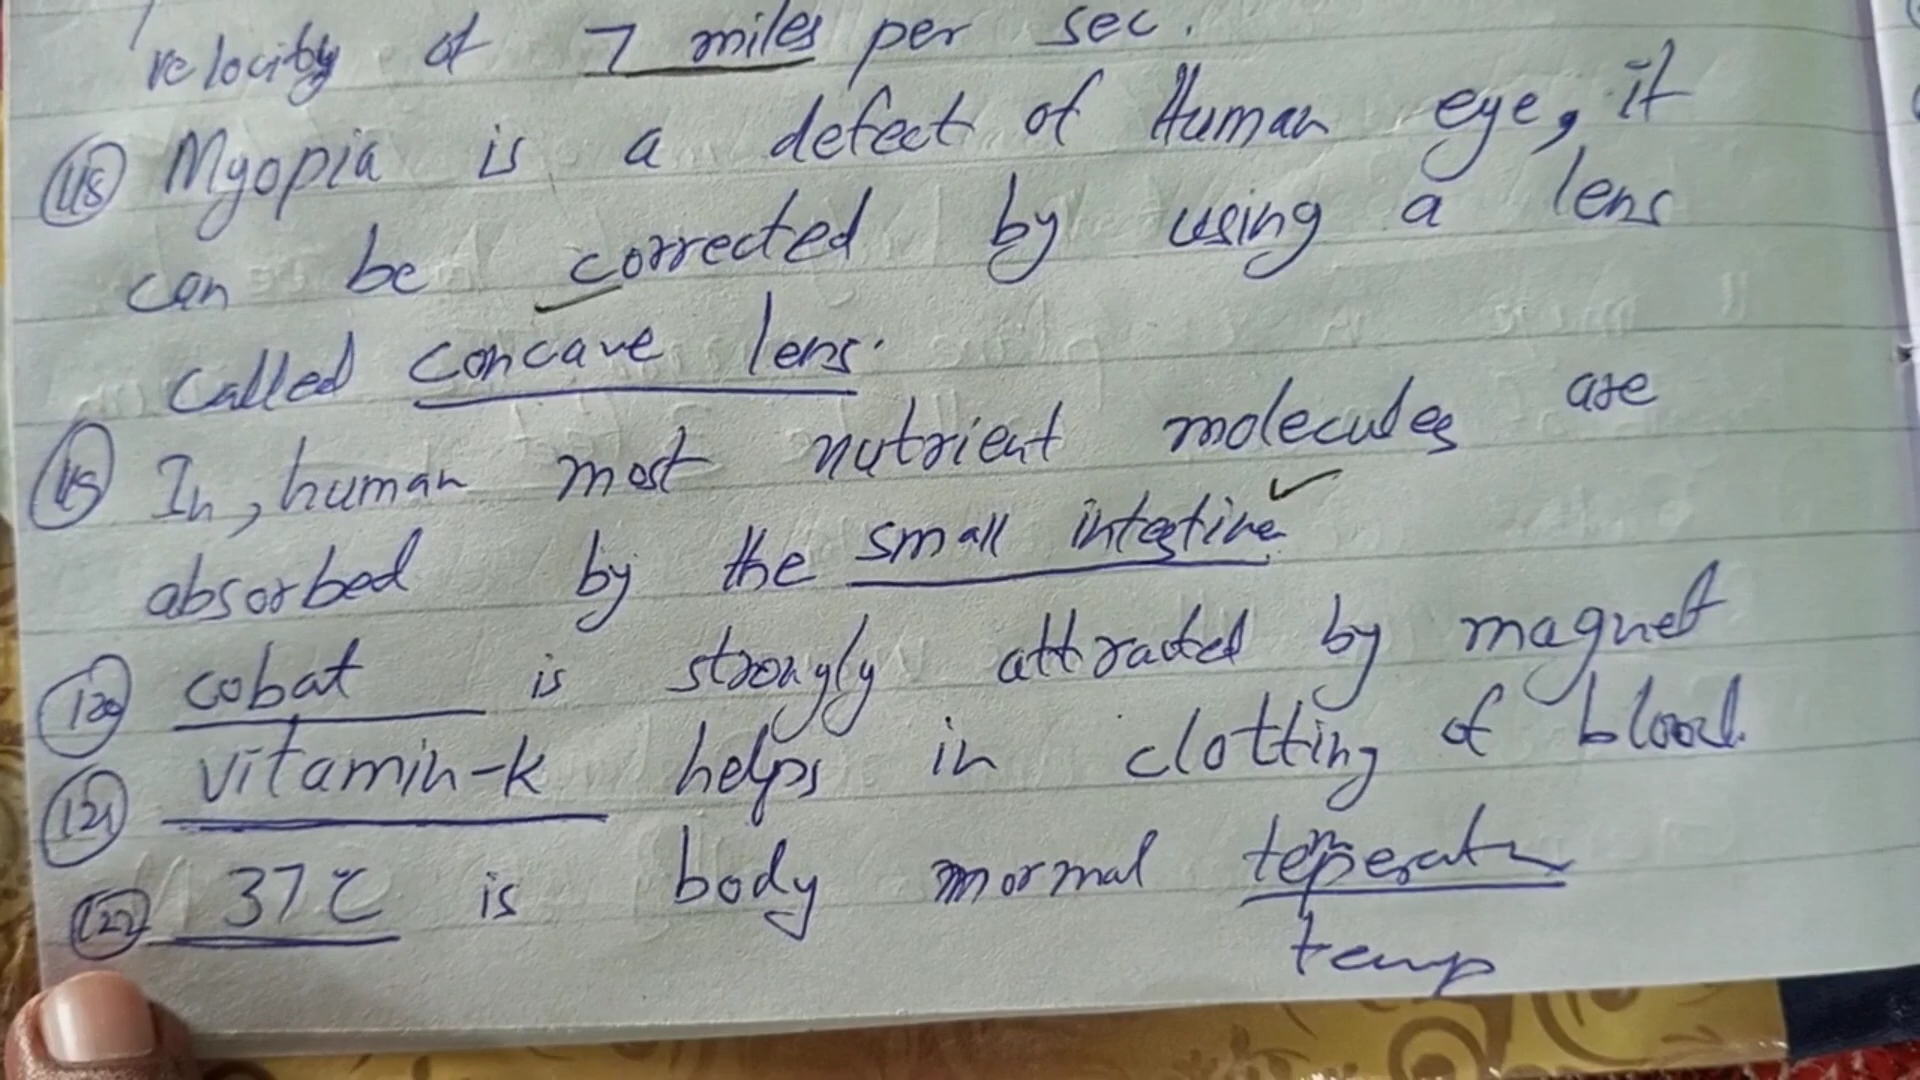 velocity of 7 miles per sec.
118 Myopia is a defect of Human eye, it
can be corrected by using a lens
called concave lens.
119 In, human most nutrient molecules are
absorbed by the small intestine
120 cobat is strongly attracted by magnet
121 vitamin-k helps in clotting of blood.
122 37℃ is body normal
temp